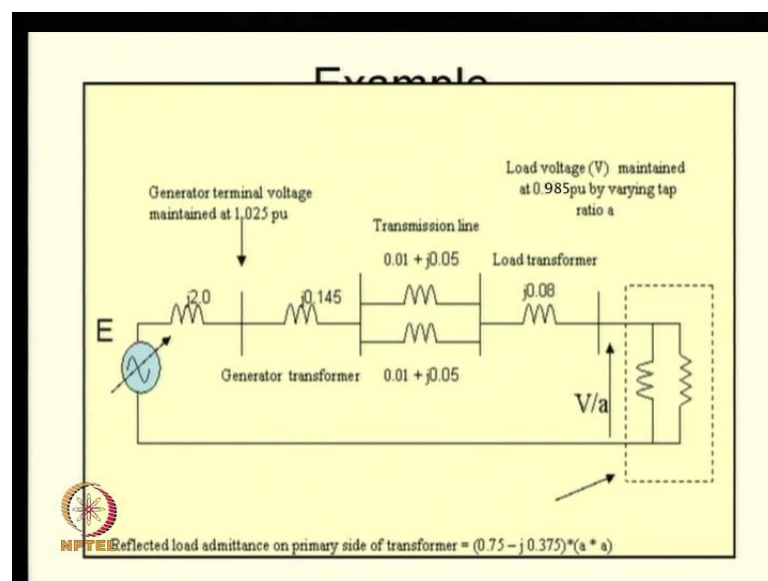 Example
Load voltage (V) maintained
at 0.985pu by varying tap
ratio a
Generator terminal voltage
maintained at 1.025 pu
Transmission line
0.01 + j0.05
Load transformer
j2.0
j0.145
j0.08
E
Generator transformer
0.01 + j0.05
V/a
NPTEL
Reflected load admittance on primary side of transformer = (0.75 – j 0.375)*(a * a)